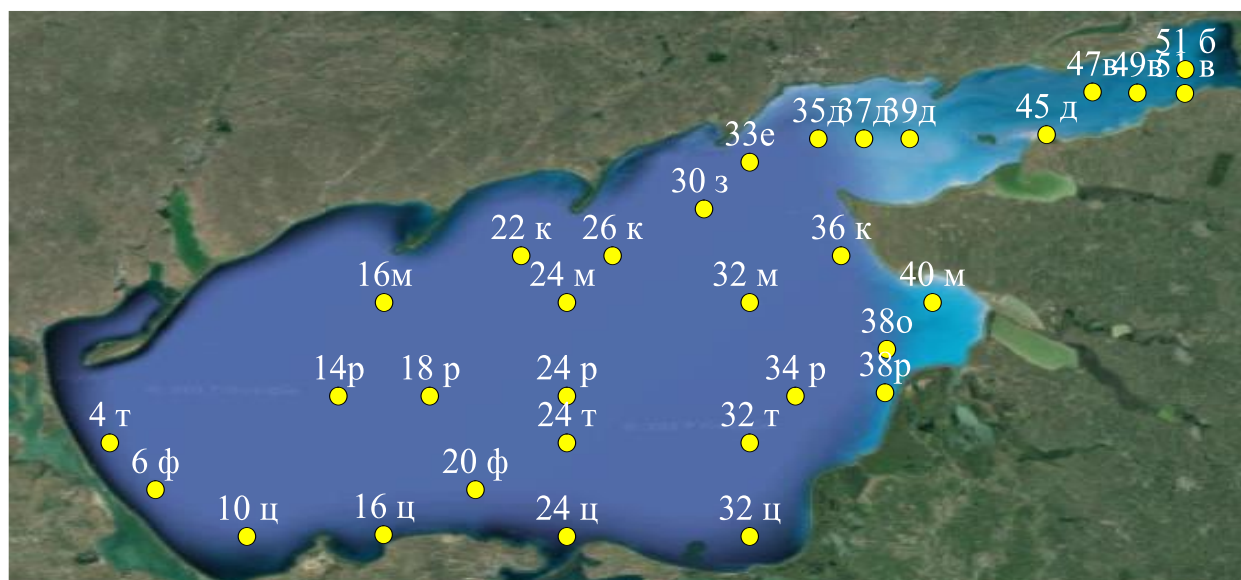 51 б
47в
49в
51 в
45 д
35д
37д
39д
33е
30 з
22 к
26 к
36 к
16м
24 м
32 м
40 м
38о
14р
18 р
24 р
34 р
38р
4 т
24 т
32 т
6 ф
20 ф
10 ц
16 ц
24 ц
32 ц